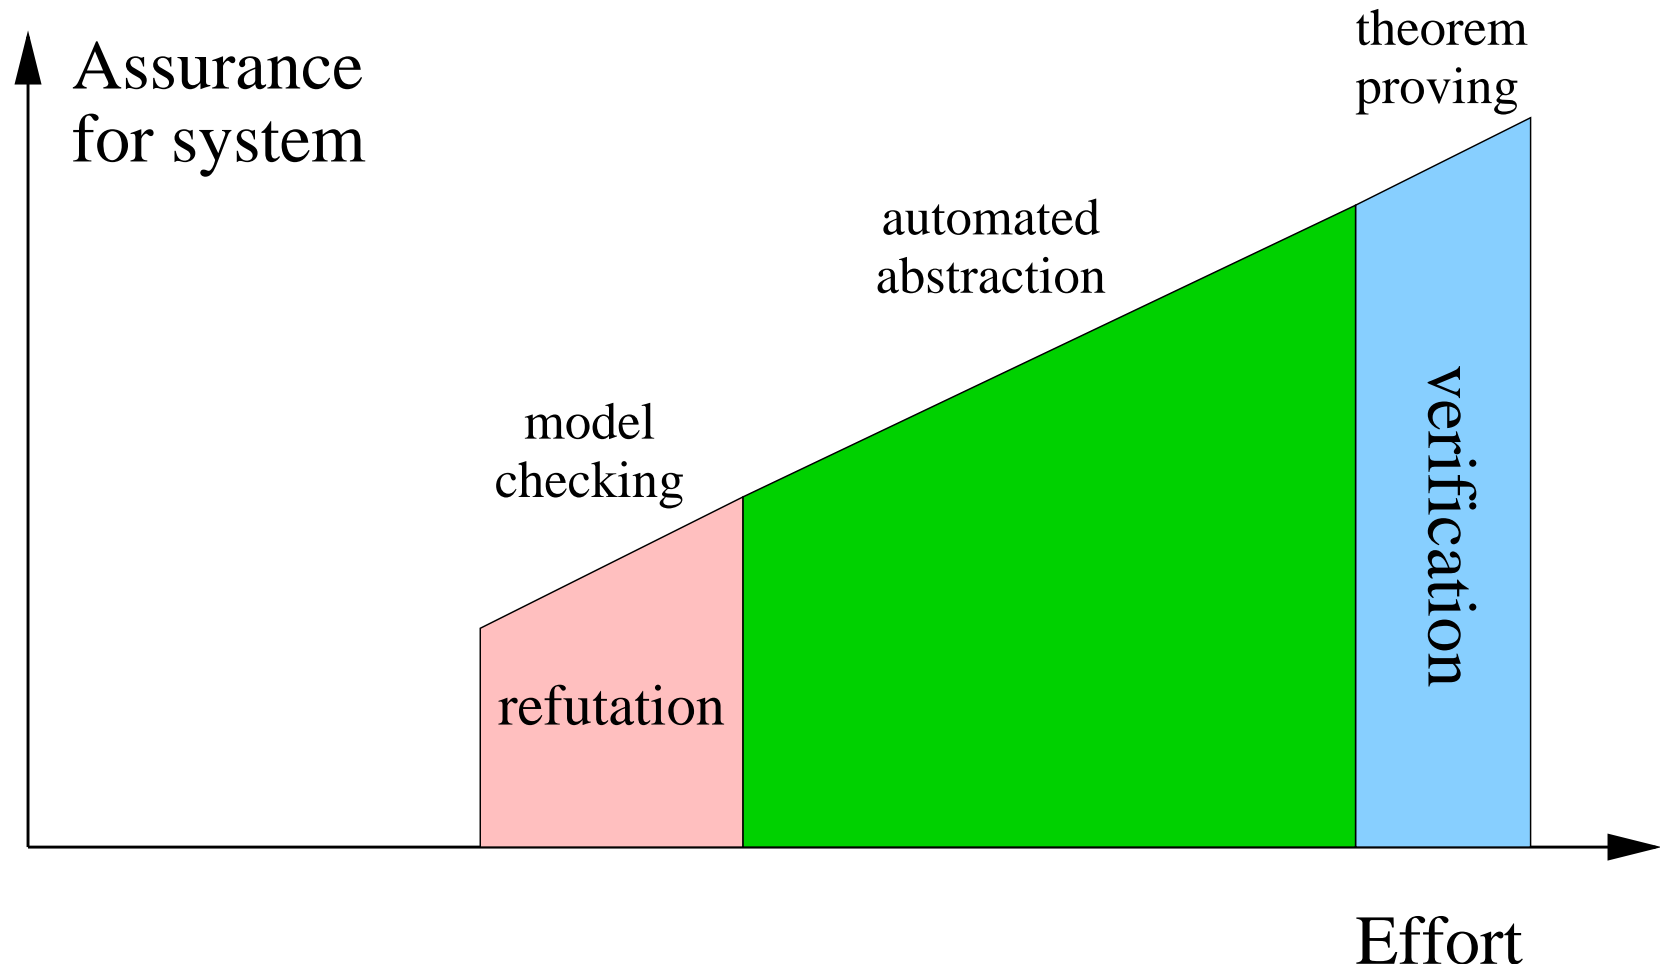 Assurance
for system
theorem
proving
automated
abstraction
model
checking
refutation
verification
Effort